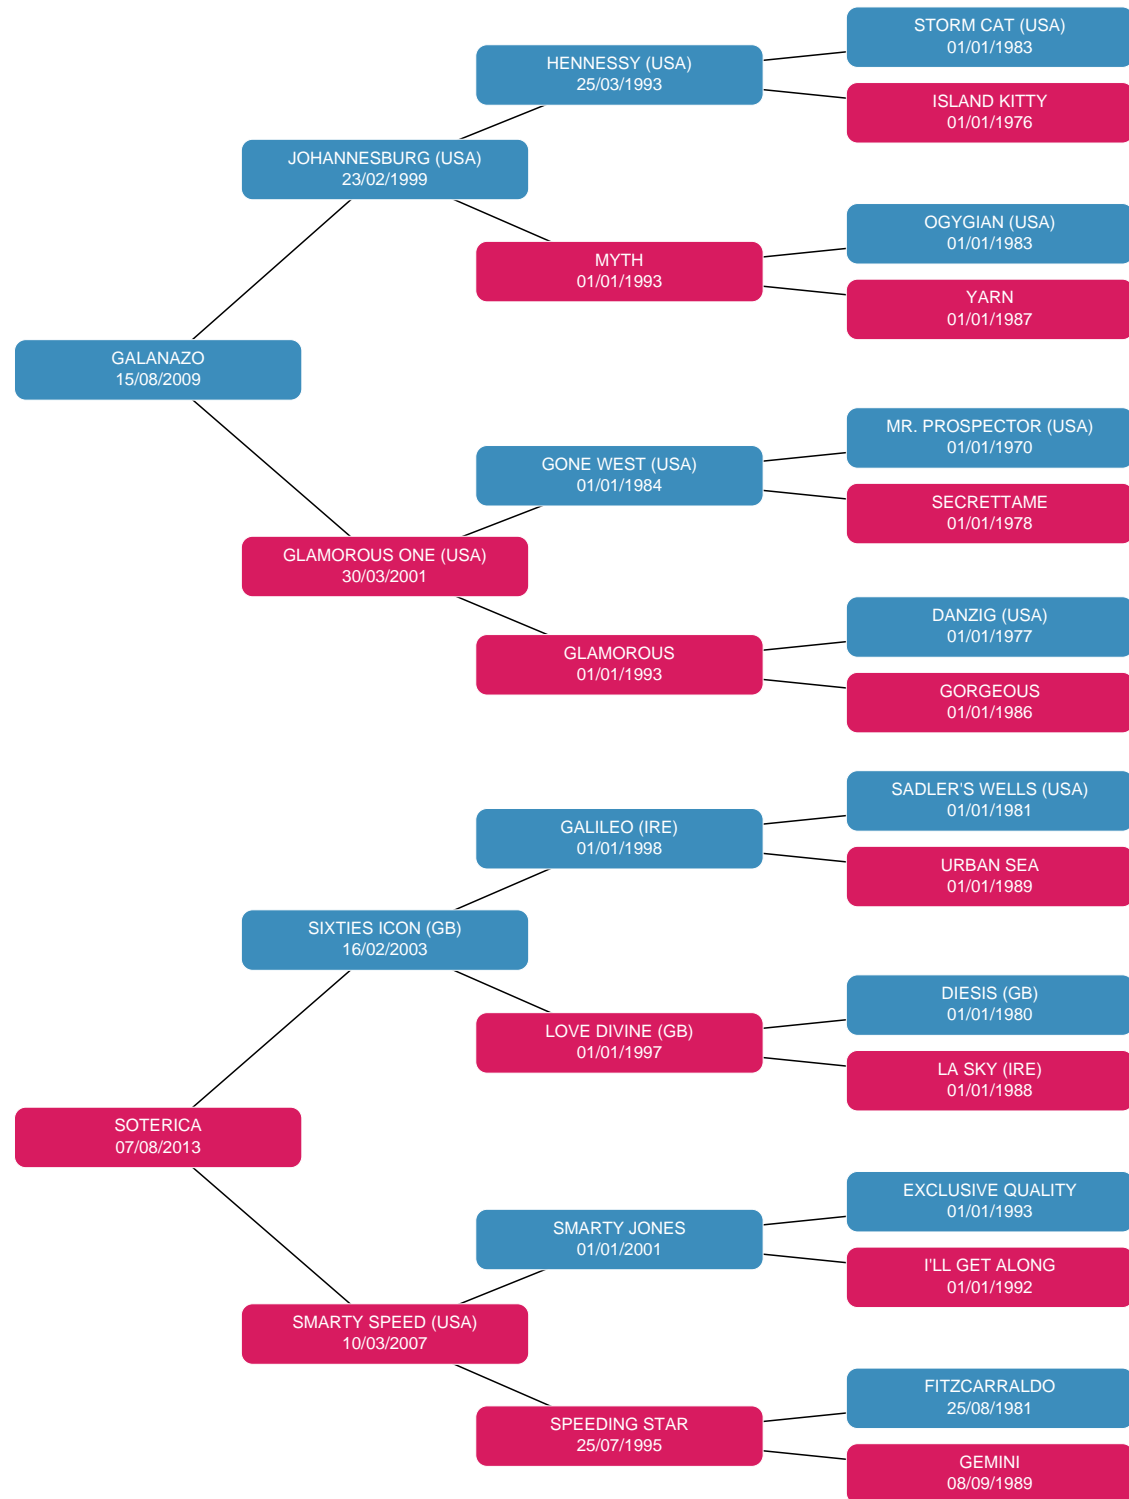 STORM CAT (USA)
01/01/1983
HENNESSY (USA)
25/03/1993
ISLAND KITTY
01/01/1976
JOHANNESBURG (USA)
23/02/1999
OGYGIAN (USA)
01/01/1983
MYTH
01/01/1993
YARN
01/01/1987
GALANAZO
15/08/2009
MR. PROSPECTOR (USA)
01/01/1970
GONE WEST (USA)
01/01/1984
SECRETTAME
01/01/1978
GLAMOROUS ONE (USA)
30/03/2001
DANZIG (USA)
01/01/1977
GLAMOROUS
01/01/1993
GORGEOUS
01/01/1986
SADLER'S WELLS (USA)
01/01/1981
GALILEO (IRE)
01/01/1998
URBAN SEA
01/01/1989
SIXTIES ICON (GB)
16/02/2003
DIESIS (GB)
01/01/1980
LOVE DIVINE (GB)
01/01/1997
LA SKY (IRE)
01/01/1988
SOTERICA
07/08/2013
EXCLUSIVE QUALITY
01/01/1993
SMARTY JONES
01/01/2001
I'LL GET ALONG
01/01/1992
SMARTY SPEED (USA)
10/03/2007
FITZCARRALDO
25/08/1981
SPEEDING STAR
25/07/1995
GEMINI
08/09/1989